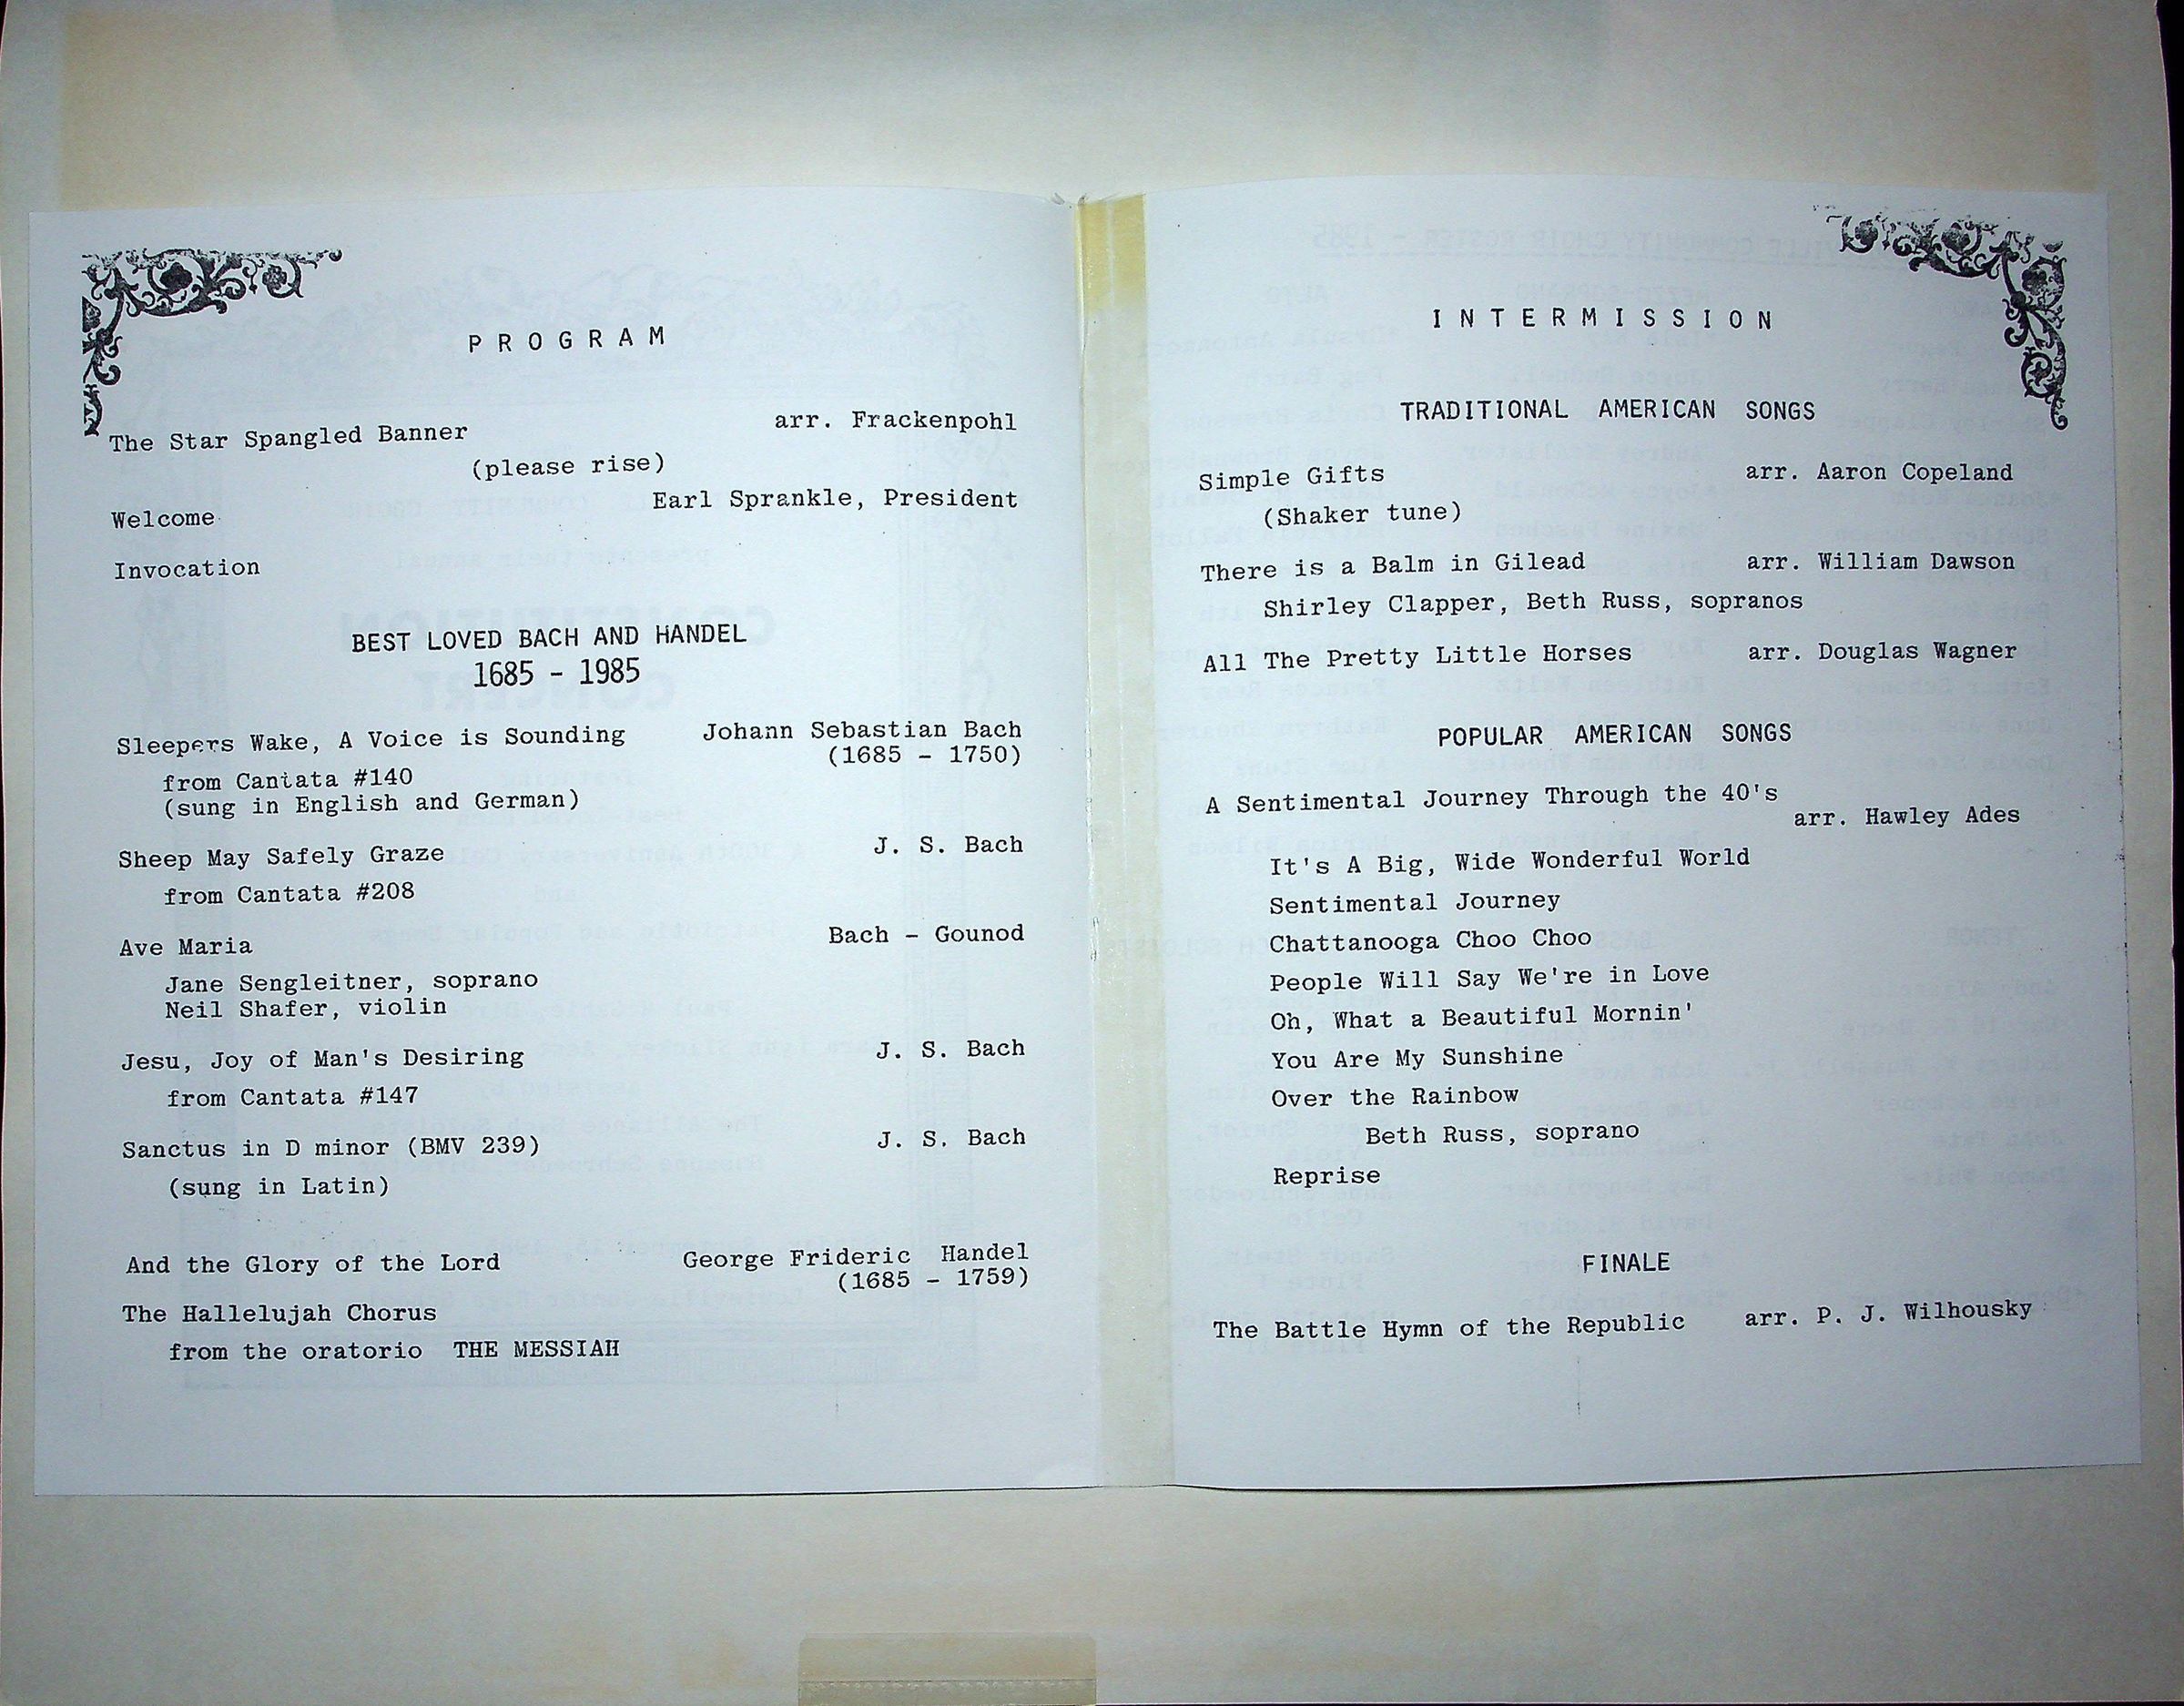 PROGRAM
The Star Spangled Banner arr. Frackenpohl
(please rise)
Welcome Earl Sprankle, President
Invocation
BEST LOVED BACH AND HANDEL
1685 - 1985
Sleepers Wake, A Voice is Sounding Johann Sebastian Bach
(1685 - 1750)
from Cantata #140
(sung in English and German)
Sheep May Safely Graze J. S. Bach
from Cantata #208
Ave Maria Bach - Gounod
Jane Sengleitner, soprano
Neil Shafer, violin
Jesu, Joy of Man's Desiring J. S. Bach
from Cantata #147
Sanctus in D minor (BMV 239) J. S. Bach
(sung in Latin)
And the Glory of the Lord George Frideric Handel
(1685 - 1759)
The Hallelujah Chorus
from the oratorio THE MESSIAH
INTERMISSION
TRADITIONAL AMERICAN SONGS
Simple Gifts arr. Aaron Copeland
(Shaker tune)
There is a Balm in Gilead arr. William Dawson
Shirley Clapper, Beth Russ, sopranos
All The Pretty Little Horses arr. Douglas Wagner
POPULAR AMERICAN SONGS
A Sentimental Journey Through the 40's
arr. Hawley Ades
It's A Big, Wide Wonderful World
Sentimental Journey
Chattanooga Choo Choo
People Will Say We're in Love
Oh, What a Beautiful Mornin'
You Are My Sunshine
Over the Rainbow
Beth Russ, soprano
Reprise
FINALE
The Battle Hymn of the Republic arr. P. J. Wilhousky